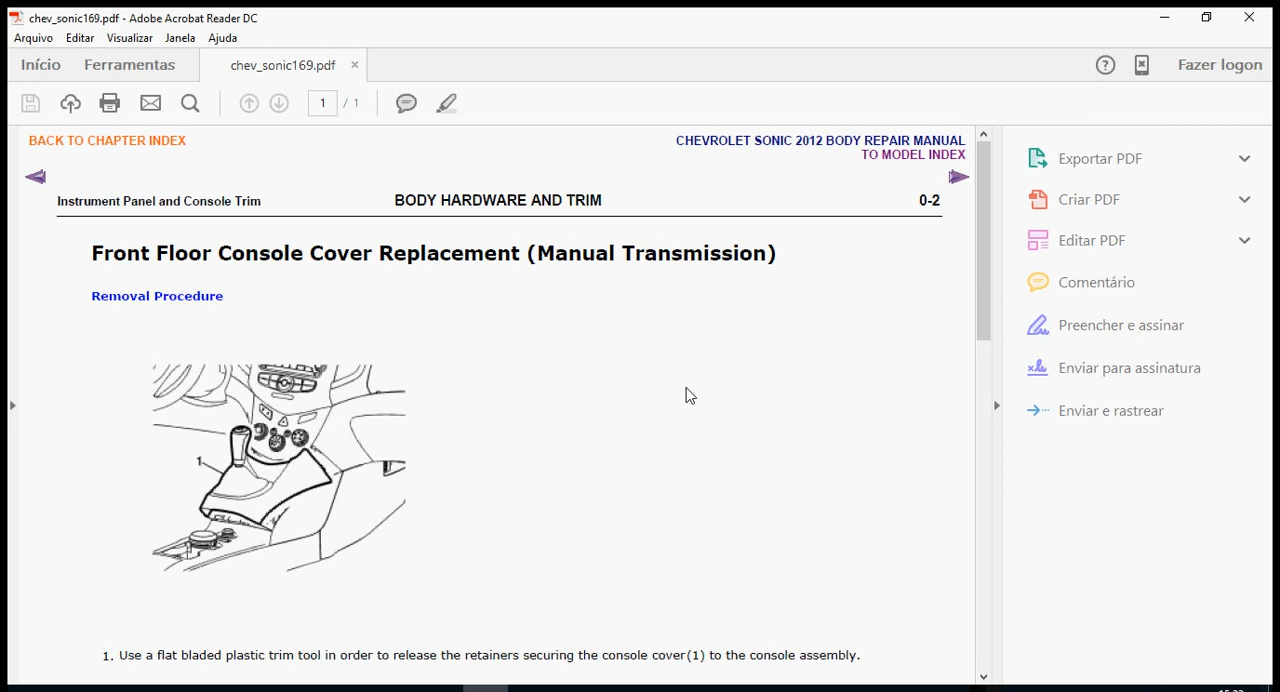 chev_sonic169.pdf - Adobe Acrobat Reader DC
Arquivo Editar Visualizar Janela Ajuda
Início Ferramentas chev_sonic169.pdf × Fazer logon
1 / 1
BACK TO CHAPTER INDEX
CHEVROLET SONIC 2012 BODY REPAIR MANUAL
TO MODEL INDEX
Instrument Panel and Console Trim BODY HARDWARE AND TRIM 0-2
Front Floor Console Cover Replacement (Manual Transmission)
Removal Procedure
1
1. Use a flat bladed plastic trim tool in order to release the retainers securing the console cover(1) to the console assembly.
Exportar PDF
Criar PDF
Editar PDF
Comentário
Preencher e assinar
Enviar para assinatura
Enviar e rastrear